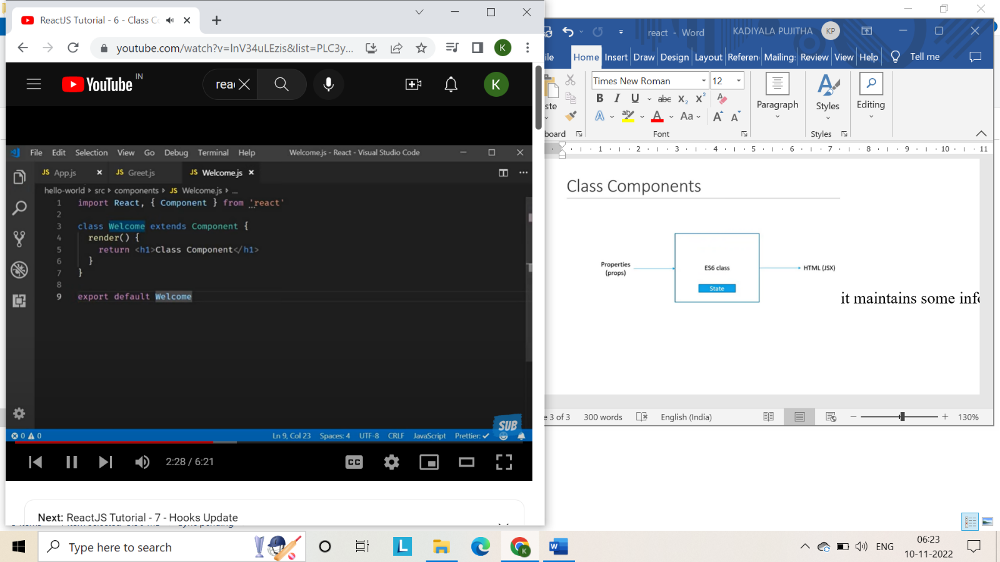 ReactJS Tutorial - 6 - Class C
youtube.com/watch?v=lnV34uLEzis&list=PLC3y...
K
YouTube IN
reac
K
File Edit Selection View Go Debug Terminal Help Welcome.js - React - Visual Studio Code
JS App.js JS Greet.js JS Welcome.js
hello-world src components JS Welcome.js ...
1 import React, { Component } from 'react'
2
3 class Welcome extends Component {
4 render() {
5 return <h1>Class Component</h1>
6 }
7 }
8
9 export default Welcome
SUB
0 0 Ln 9, Col 23 Spaces: 4 UTF-8 CRLF JavaScript Prettier: ✓
2:28 / 6:21
CC
Next: ReactJS Tutorial - 7 - Hooks Update
react - Word KADIYALA PUJITHA KP
ile Home Insert Draw Design Layout Referen Mailing Review View Help Tell me
Times New Roman 12
ste B I U abc X2 X2
A ab A Aa A A
Paragraph Styles Editing
board Font Styles
1 2 3 4 5 6 7 8 9 10 11
Class Components
Properties
(props)
ES6 class
State
HTML (JSX)
it maintains some info
e 3 of 3 300 words English (India) 130%
Type here to search
L
K
W
ENG
06:23
10-11-2022